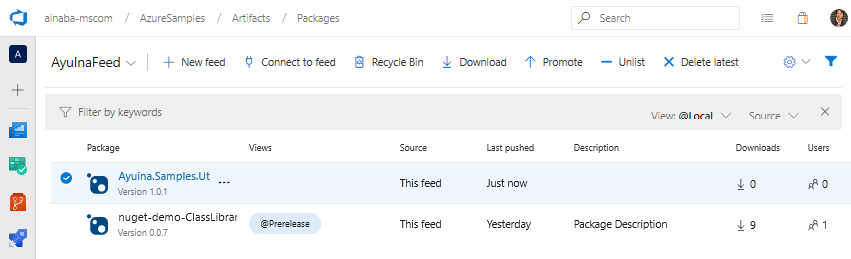 ainaba-mscom / AzureSamples / Artifacts / Packages Search
A AyuInaFeed New feed Connect to feed Recycle Bin Download Promote Unlist Delete latest
Filter by keywords View: @Local Source
Package Views Source Last pushed Description Downloads Users
Ayuina.Samples.Ut ... This feed Just now 0 0
Version 1.0.1
nuget-demo-ClassLibrar @Prerelease This feed Yesterday Package Description 9 1
Version 0.0.7